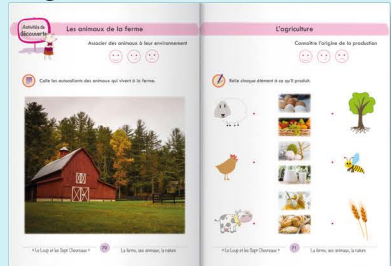 Activités de
découverte
Les animaux de la ferme
Associer des animaux à leur environnement
Colle les autocollants des animaux qui vivent à la ferme.
« Le Loup et les Sept Chevreaux »
70
La ferme, ses animaux, la nature
L'agriculture
Connaître l'origine de la production
Relie chaque élément à ce qu'il produit.
« Le Loup et les Sept Chevreaux »
71
La ferme, ses animaux, la nature